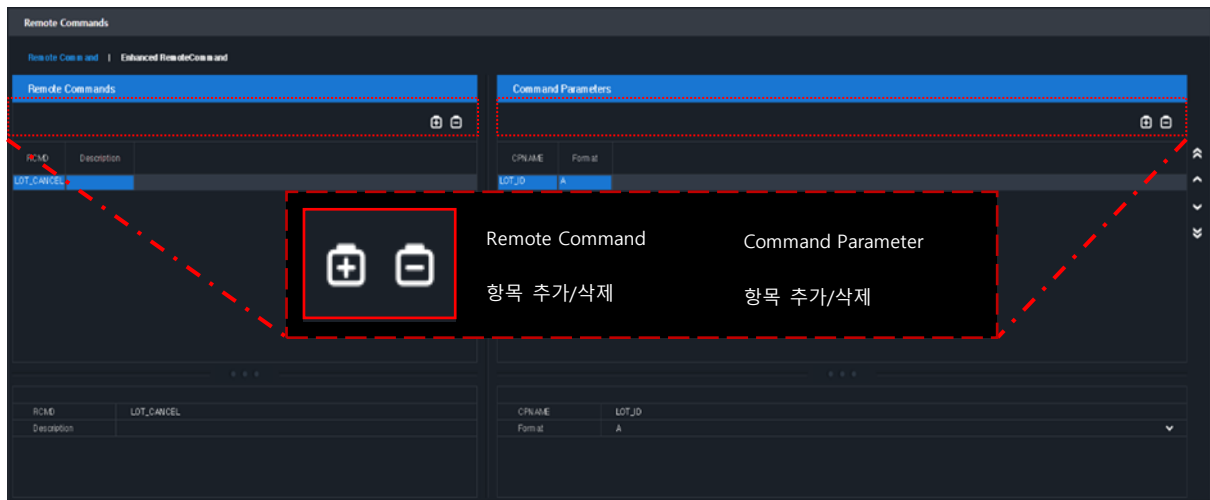 Remote Commands
Remote Command | Enhanced RemoteCommand
Remote Commands
Command Parameters
RCMD Description
CPNAME Format
LOT_CANCEL
LOT_ID A
Remote Command
항목 추가/삭제
Command Parameter
항목 추가/삭제
RCMD LOT_CANCEL
Description
CPNAME LOT_ID
Format A